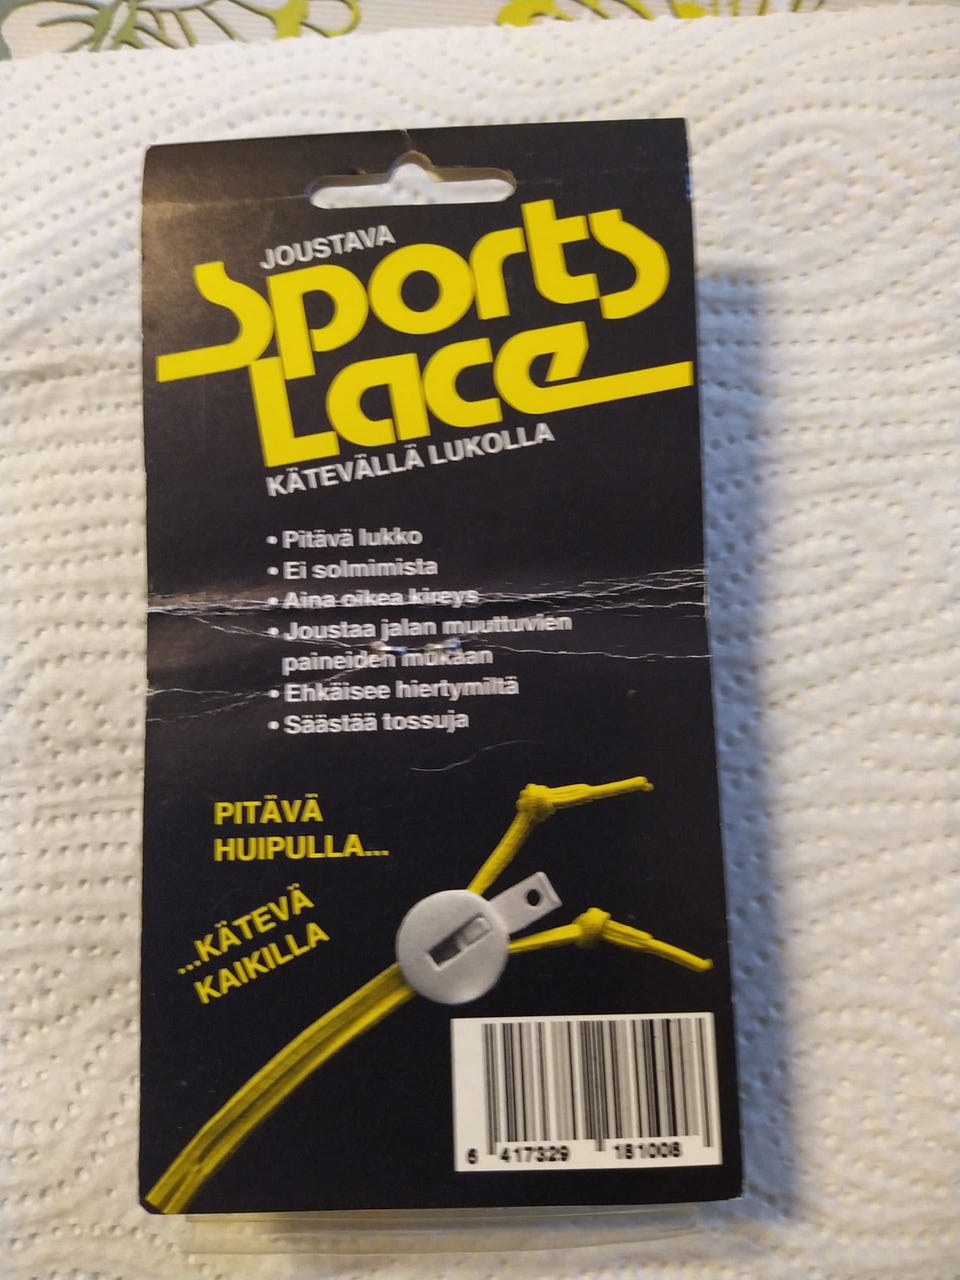 JOUSTAVA
Sports
Lace
KÄTEVÄLLÄ LUKOLLA
• Pitävä lukko
• Ei solmimista
• Aina oikea kireys
• Joustaa jalan muuttuvien
paineiden mukaan
• Ehkäisee hiertymiltä
• Säästää tossuja
PITÄVÄ
HUIPULLA...
...KÄTEVÄ
KAIKILLA
6 417329 181008